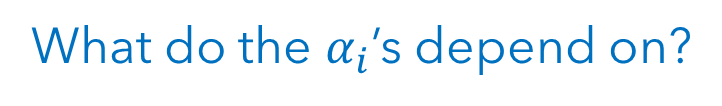 What do the αᵢ's depend on?